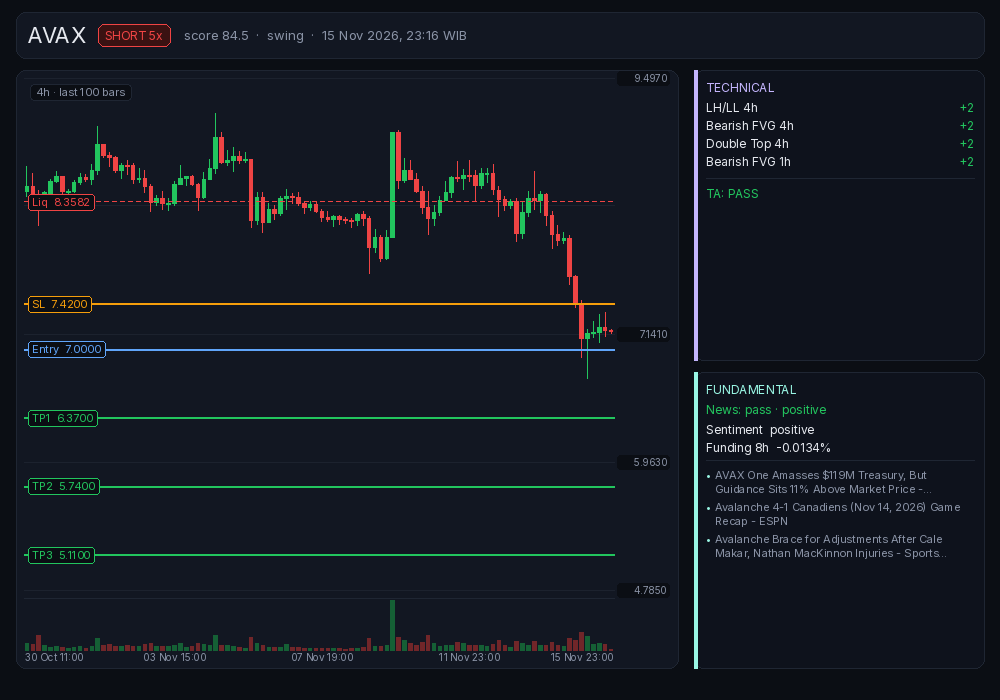 AVAX SHORT 5x score 84.5 · swing · 15 Nov 2026, 23:16 WIB
4h · last 100 bars
9.4970
Liq 8.3582
SL 7.4200
7.1410
Entry 7.0000
TP1 6.3700
5.9630
TP2 5.7400
TP3 5.1100
4.7850
30 Oct 11:00 03 Nov 15:00 07 Nov 19:00 11 Nov 23:00 15 Nov 23:00
TECHNICAL
LH/LL 4h +2
Bearish FVG 4h +2
Double Top 4h +2
Bearish FVG 1h +2
TA: PASS
FUNDAMENTAL
News: pass · positive
Sentiment positive
Funding 8h -0.0134%
• AVAX One Amasses $119M Treasury, But
Guidance Sits 11% Above Market Price -...
• Avalanche 4-1 Canadiens (Nov 14, 2026) Game
Recap - ESPN
• Avalanche Brace for Adjustments After Cale
Makar, Nathan MacKinnon Injuries - Sports...